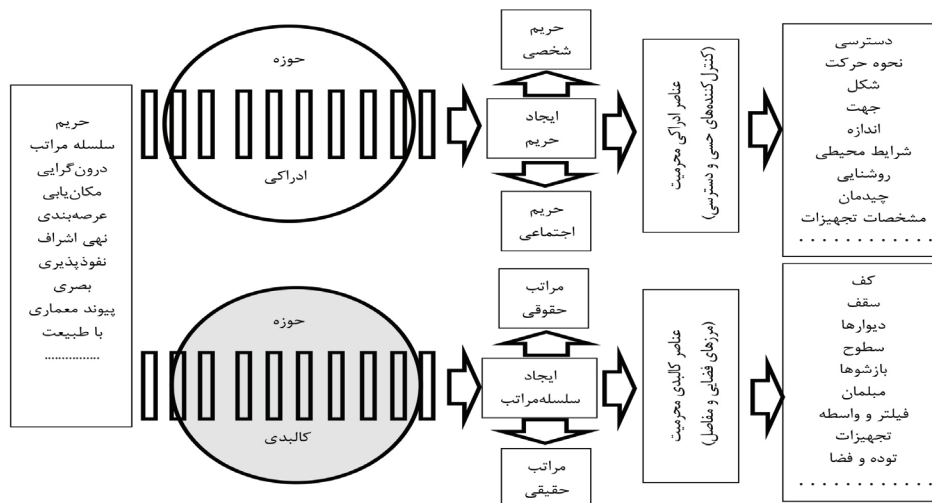 حریم
سلسله مراتب
درون‌گرایی
مکان‌یابی
عرصه‌بندی
نهی اشراف
نفوذپذیری
بصری
پیوند معماری
با طبیعت
................
حوزه
ادراکی
حریم
شخصی
ایجاد
حریم
حریم
اجتماعی
عناصر ادراکی محرمیت
(کنترل‌کننده‌های حسی و دسترسی)
دسترسی
نحوه حرکت
شکل
جهت
اندازه
شرایط محیطی
روشنایی
چیدمان
مشخصات تجهیزات
. . . . . . . . . . . .
حوزه
کالبدی
مراتب
حقوقی
ایجاد
سلسله‌مراتب
مراتب
حقیقی
عناصر کالبدی محرمیت
(مرزهای فضایی و مفاصل)
کف
سقف
دیوارها
سطوح
بازشوها
مبلمان
فیلتر و واسطه
تجهیزات
توده و فضا
. . . . . . . . . . . .